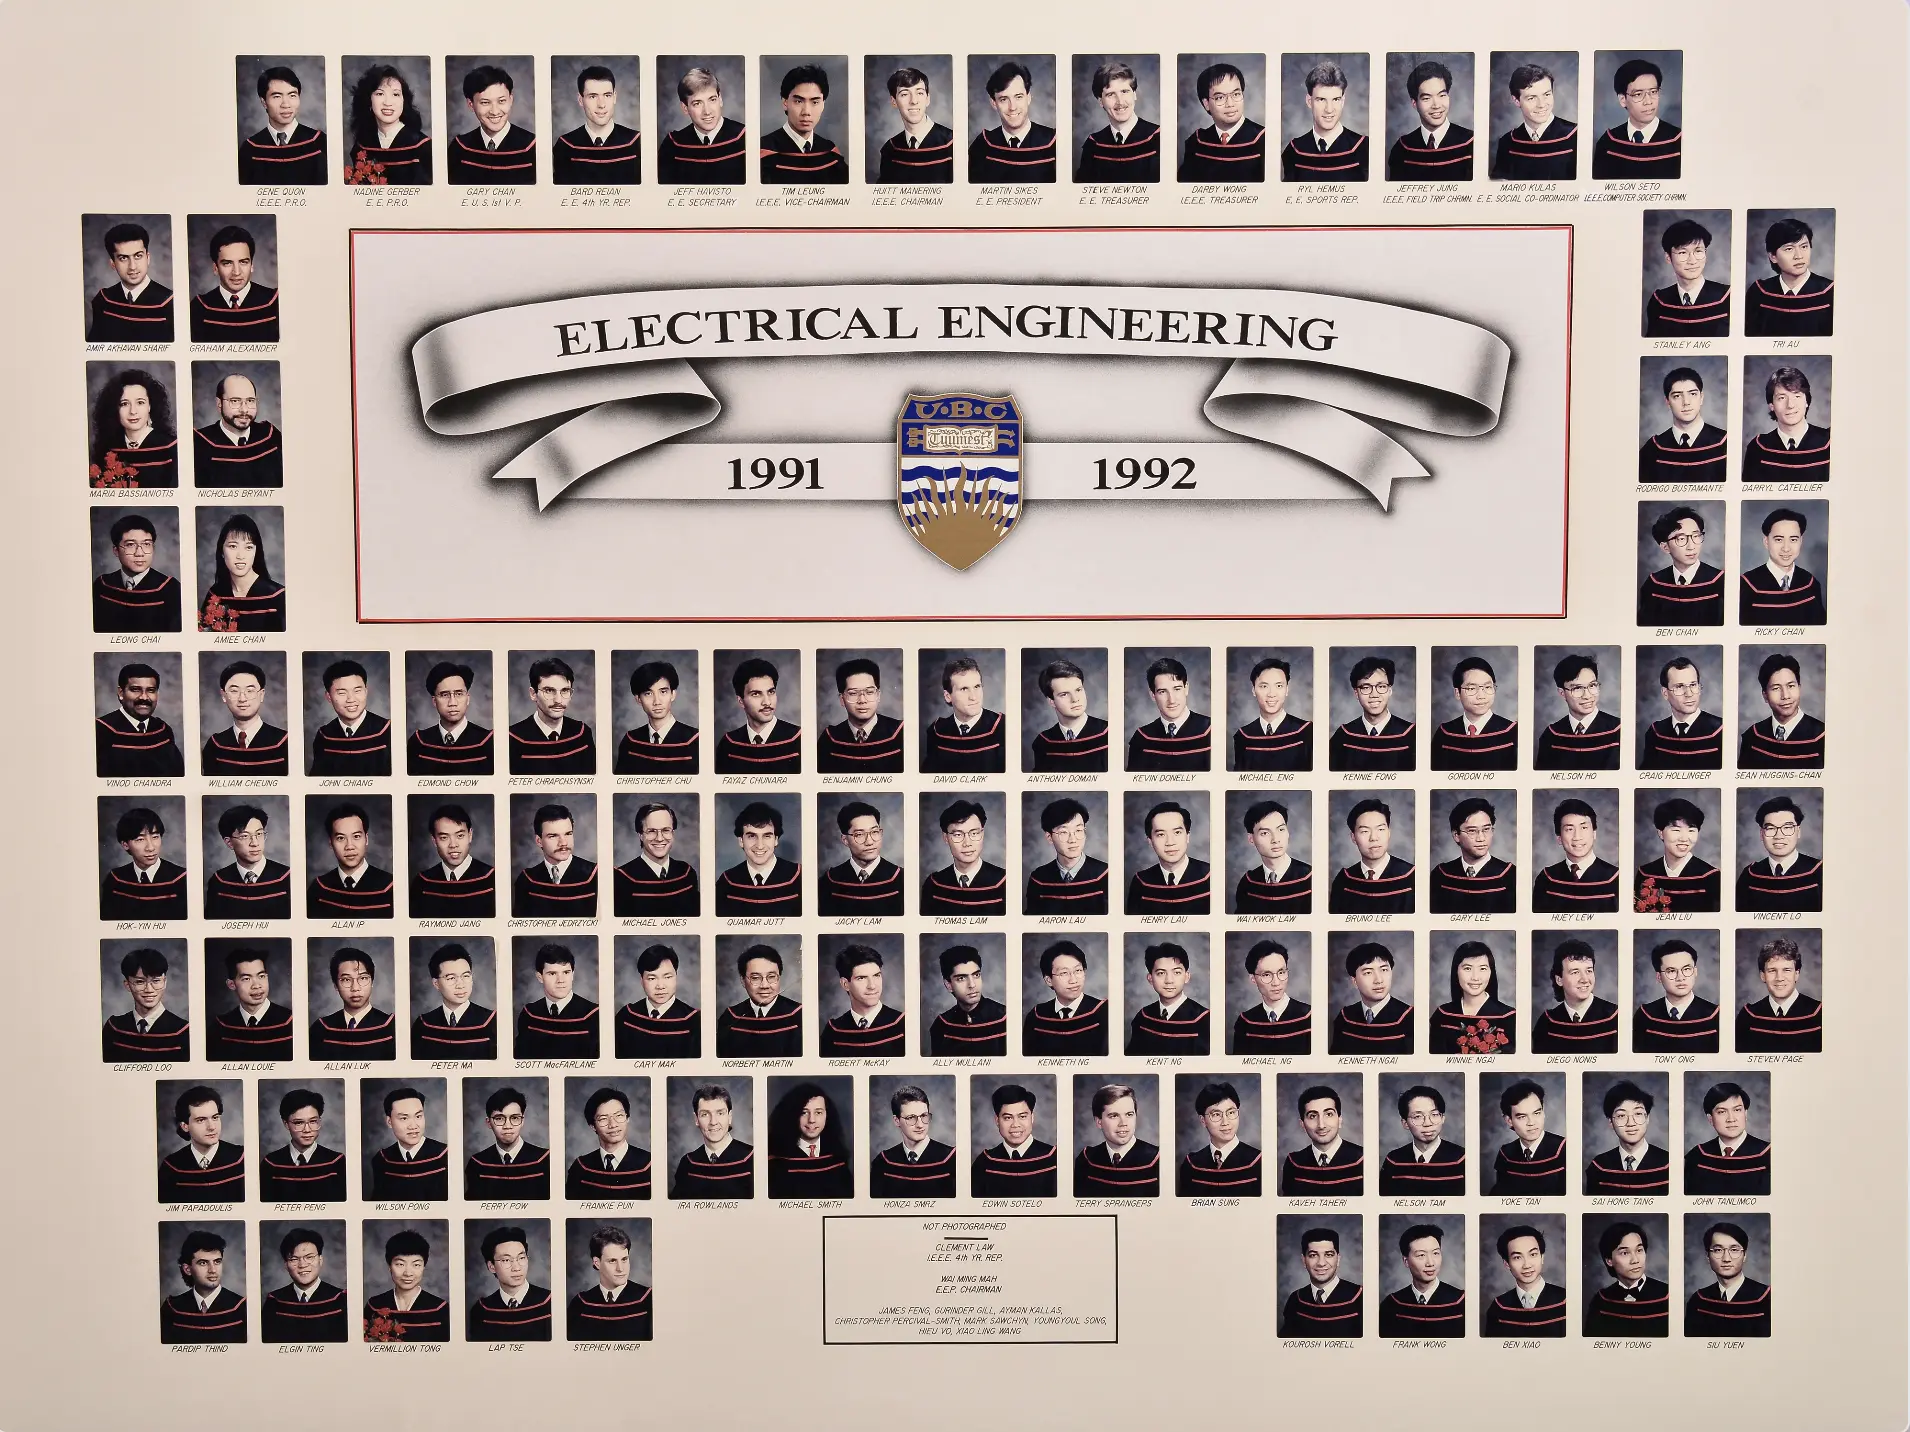 GENE QUON
I.E.E.E. P.R.O.
NADINE GERBER
E. E. P.R.O.
GARY CHAN
E. U. S. 1st V. P.
BARD REIAN
E. E. 4th YR. REP.
JEFF HAVISTO
E. E. SECRETARY
TIM LEUNG
I.E.E.E. VICE-CHAIRMAN
HUITT MANERING
I.E.E.E. CHAIRMAN
MARTIN SIKES
E. E. PRESIDENT
STEVE NEWTON
E. E. TREASURER
DARBY WONG
I.E.E.E. TREASURER
RYL HEMUS
E. E. SPORTS REP.
JEFFREY JUNG
I.E.E.E. FIELD TRIP CHRMN.
MARIO KULAS
E. E. SOCIAL CO-ORDINATOR
WILSON SETO
I.E.E.E. COMPUTER SOCIETY CHRMN.
AMIR AKHAVAN SHARIF
GRAHAM ALEXANDER
STANLEY ANG
TRI AU
ELECTRICAL ENGINEERING
U·B·C
Tuum est
1991
1992
MARIA BASSIANIOTIS
NICHOLAS BRYANT
RODRIGO BUSTAMANTE
DARRYL CATELLIER
LEONG CHAI
AMIEE CHAN
BEN CHAN
RICKY CHAN
VINOD CHANDRA
WILLIAM CHEUNG
JOHN CHIANG
EDMOND CHOW
PETER CHRAPCHSYNSKI
CHRISTOPHER CHU
FAYAZ CHUNARA
BENJAMIN CHUNG
DAVID CLARK
ANTHONY DOMAN
KEVIN DONELLY
MICHAEL ENG
KENNIE FONG
GORDON HO
NELSON HO
CRAIG HOLLINGER
SEAN HUGGINS-CHAN
HOK-YIN HUI
JOSEPH HUI
ALAN IP
RAYMOND JANG
CHRISTOPHER JEDRZYCKI
MICHAEL JONES
QUAMAR JUTT
JACKY LAM
THOMAS LAM
AARON LAU
HENRY LAU
WAI KWOK LAW
BRUNO LEE
GARY LEE
HUEY LEW
JEAN LIU
VINCENT LO
CLIFFORD LOO
ALLAN LOUIE
ALLAN LUK
PETER MA
SCOTT MacFARLANE
CARY MAK
NORBERT MARTIN
ROBERT McKAY
ALLY MULLANI
KENNETH NG
KENT NG
MICHAEL NG
KENNETH NGAI
WINNIE NGAI
DIEGO NONIS
TONY ONG
STEVEN PAGE
JIM PAPADOULIS
PETER PENG
WILSON PONG
PERRY POW
FRANKIE PUN
IRA ROWLANDS
MICHAEL SMITH
HONZA SMRZ
EDWIN SOTELO
TERRY SPRANGERS
BRIAN SUNG
KAVEH TAHERI
NELSON TAM
YOKE TAN
SAI HONG TANG
JOHN TANLIMCO
PARDIP THIND
ELGIN TING
VERMILLION TONG
LAP TSE
STEPHEN UNGER
NOT PHOTOGRAPHED
CLEMENT LAW
I.E.E.E. 4th YR. REP.
WAI MING MAH
E.E.P. CHAIRMAN
JAMES FENG, GURINDER GILL, AYMAN KALLAS,
CHRISTOPHER PERCIVAL-SMITH, MARK SAWCHYN, YOUNGYOUL SONG,
HIEU VO, XIAO LING WANG
KOUROSH VORELL
FRANK WONG
BEN XIAO
BENNY YOUNG
SIU YUEN